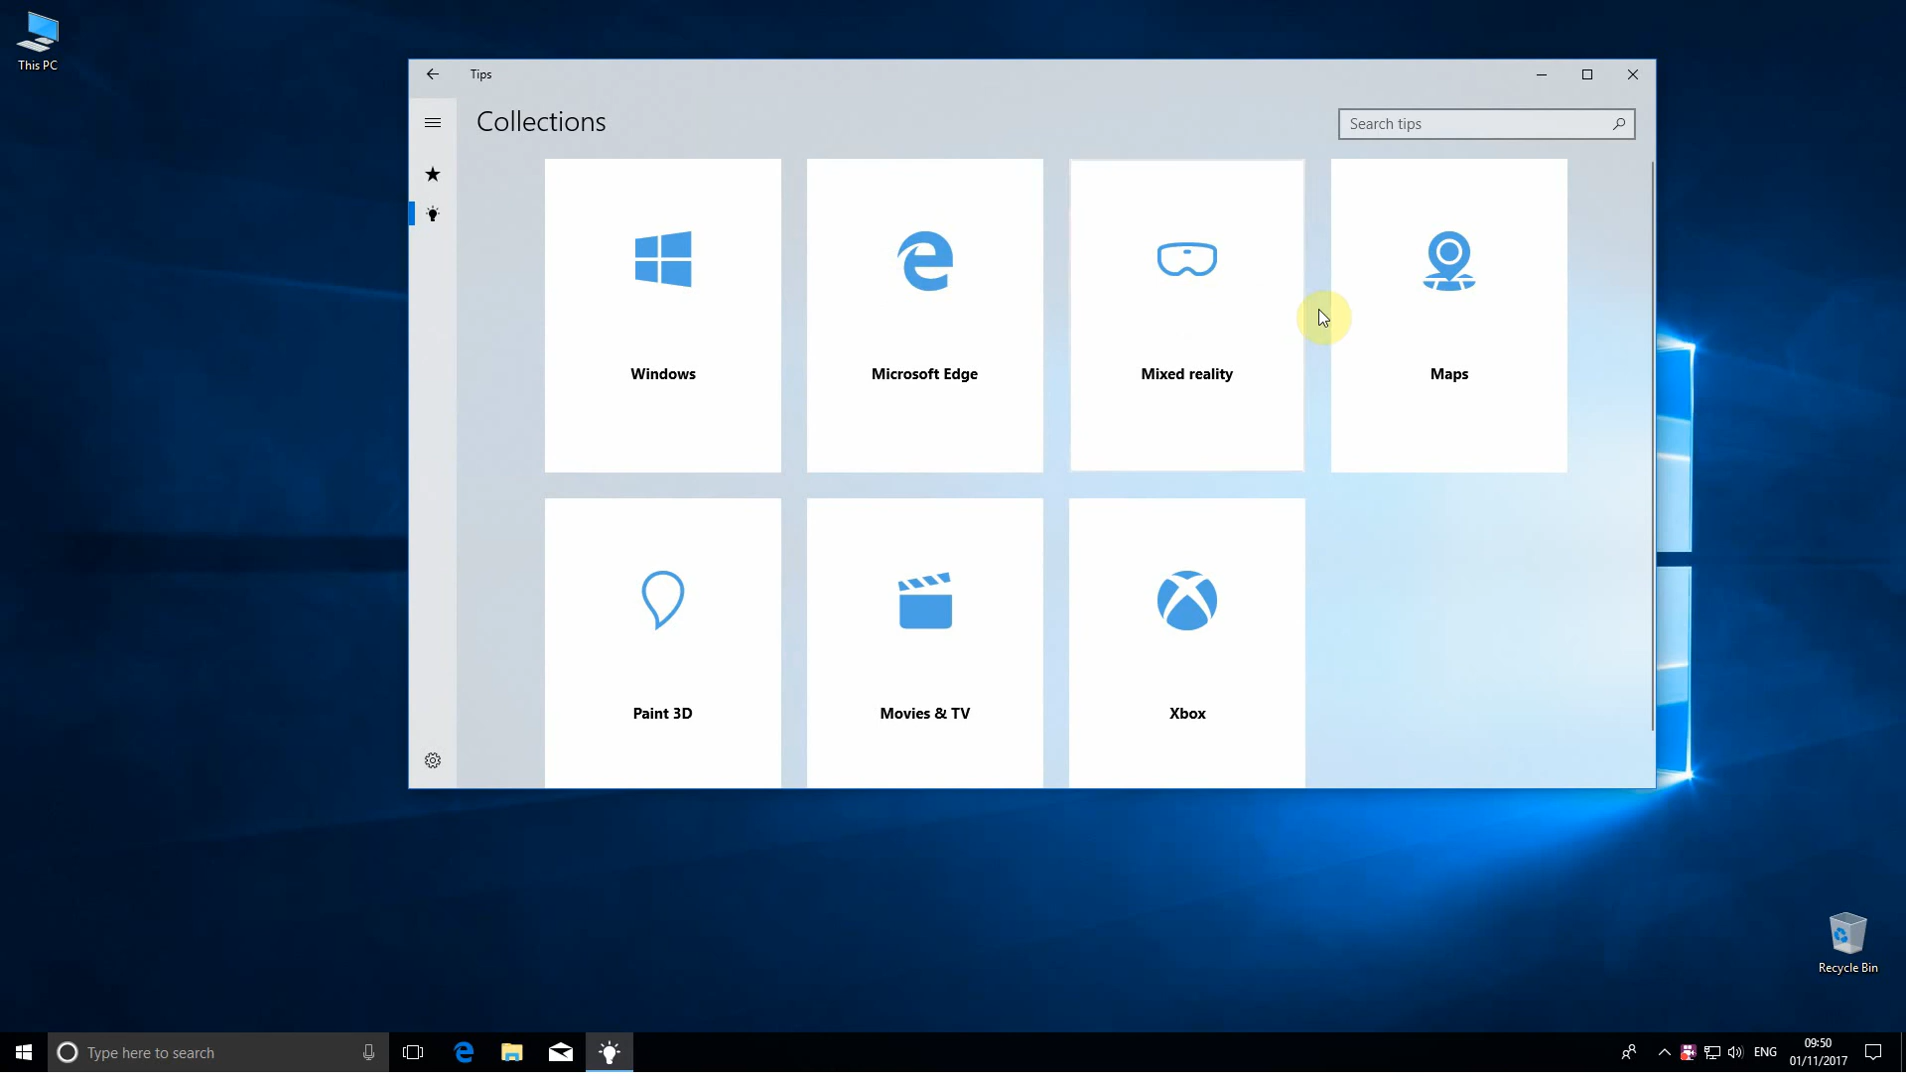 This PC
Tips
Collections
Search tips
Windows
Microsoft Edge
Mixed reality
Maps
Paint 3D
Movies & TV
Xbox
Recycle Bin
Type here to search
ENG
09:50
01/11/2017